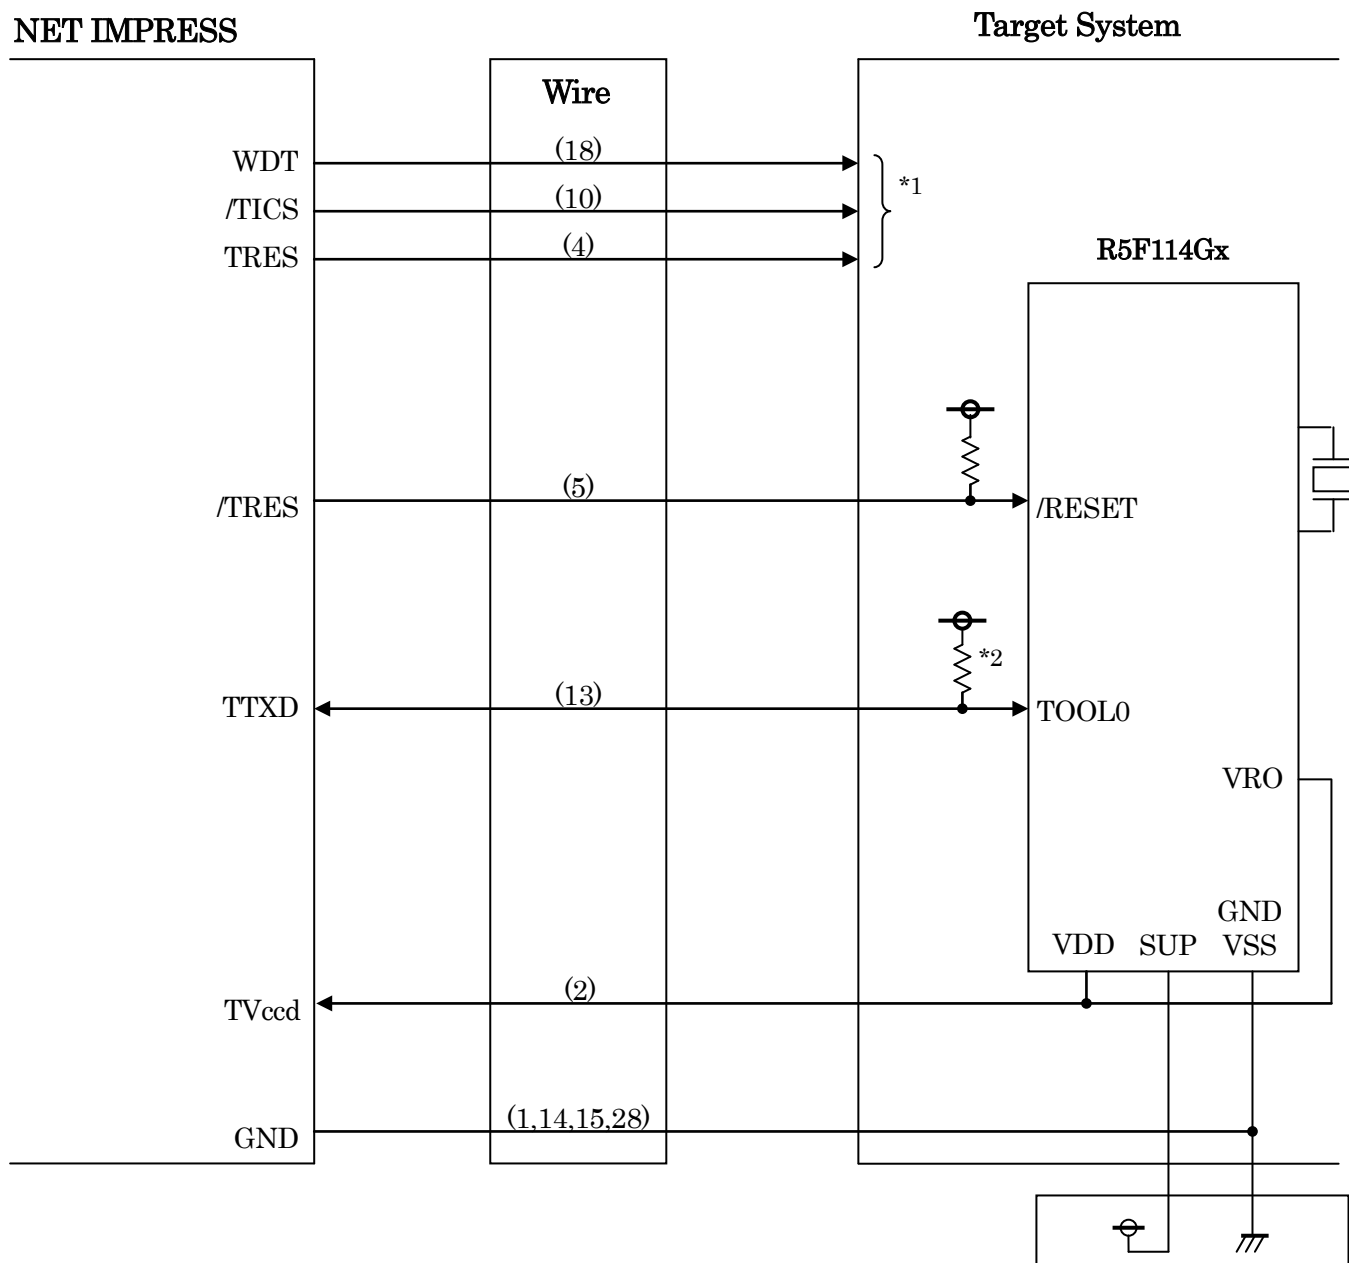 NET IMPRESS
Target System
Wire
WDT (18)
*1
/TICS (10)
TRES (4)
R5F114Gx
/TRES (5) /RESET
*2
TTXD (13) TOOL0
VRO
GND
VDD SUP VSS
TVccd (2)
GND (1,14,15,28)